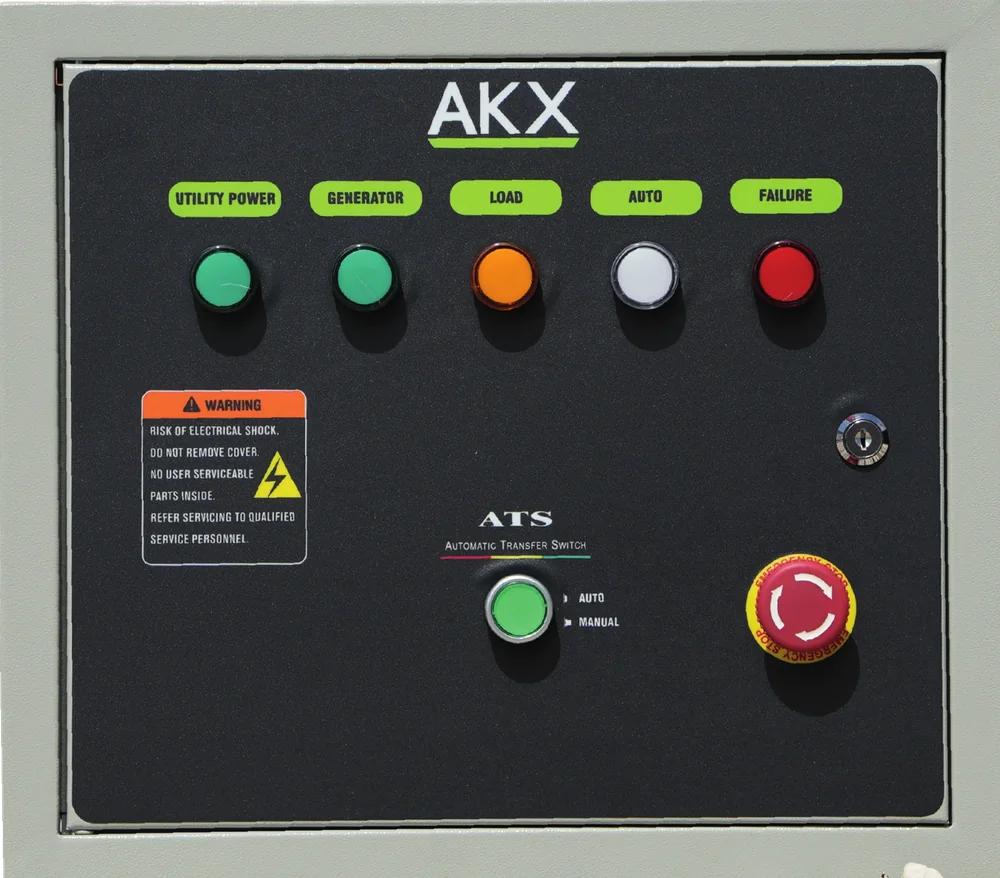 AKX
UTILITY POWER
GENERATOR
LOAD
AUTO
FAILURE
WARNING
RISK OF ELECTRICAL SHOCK.
DO NOT REMOVE COVER.
NO USER SERVICEABLE
PARTS INSIDE.
REFER SERVICING TO QUALIFIED
SERVICE PERSONNEL.
ATS
AUTOMATIC TRANSFER SWITCH
AUTO
MANUAL
EMERGENCY STOP
EMERGENCY STOP